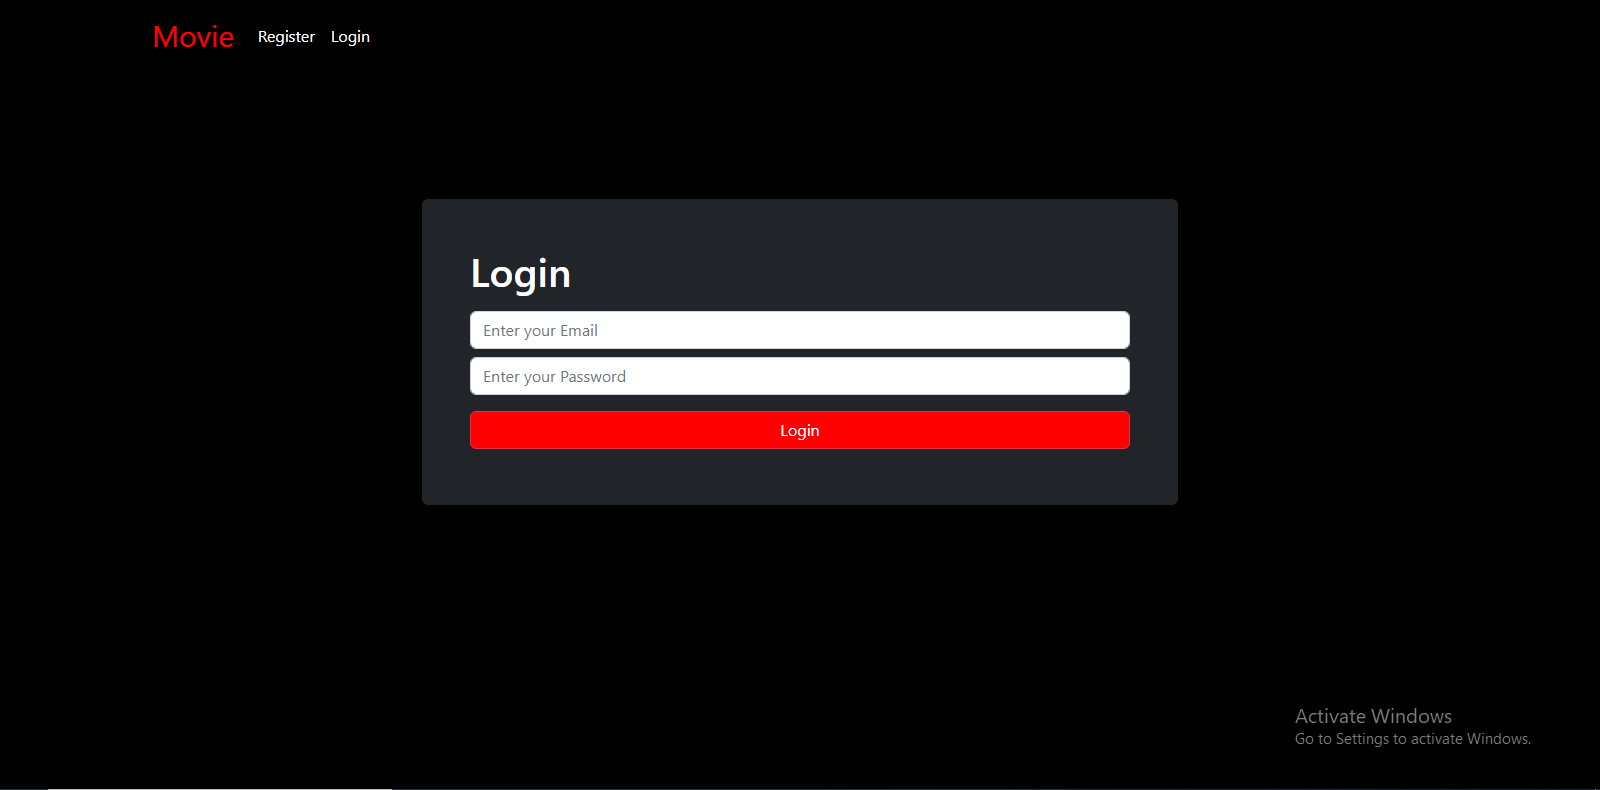 Movie Register Login
Login
Enter your Email
Enter your Password
Login
Activate Windows
Go to Settings to activate Windows.